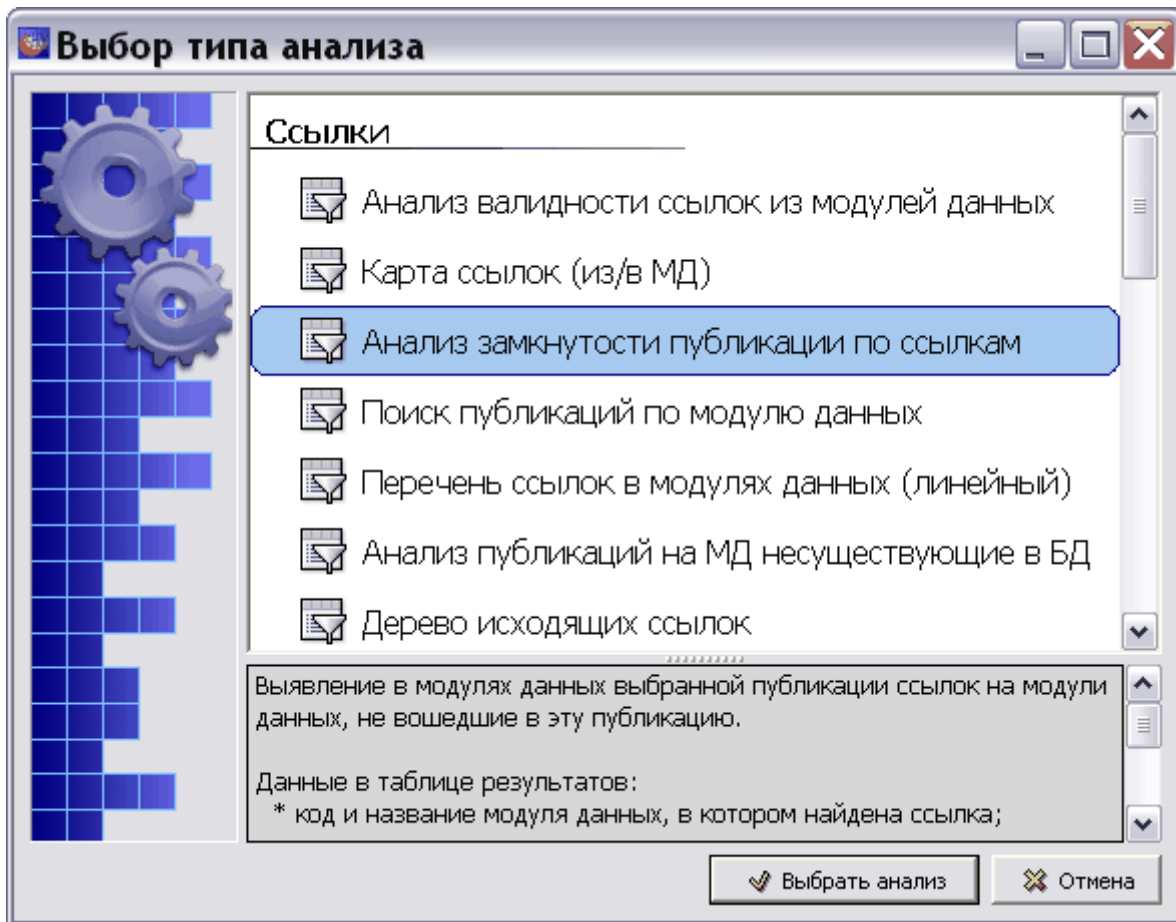 Выбор типа анализа
Ссылки
Анализ валидности ссылок из модулей данных
Карта ссылок (из/в МД)
Анализ замкнутости публикации по ссылкам
Поиск публикаций по модулю данных
Перечень ссылок в модулях данных (линейный)
Анализ публикаций на МД несуществующие в БД
Дерево исходящих ссылок
Выявление в модулях данных выбранной публикации ссылок на модули
данных, не вошедшие в эту публикацию.
Данные в таблице результатов:
* код и название модуля данных, в котором найдена ссылка;
Выбрать анализ
Отмена